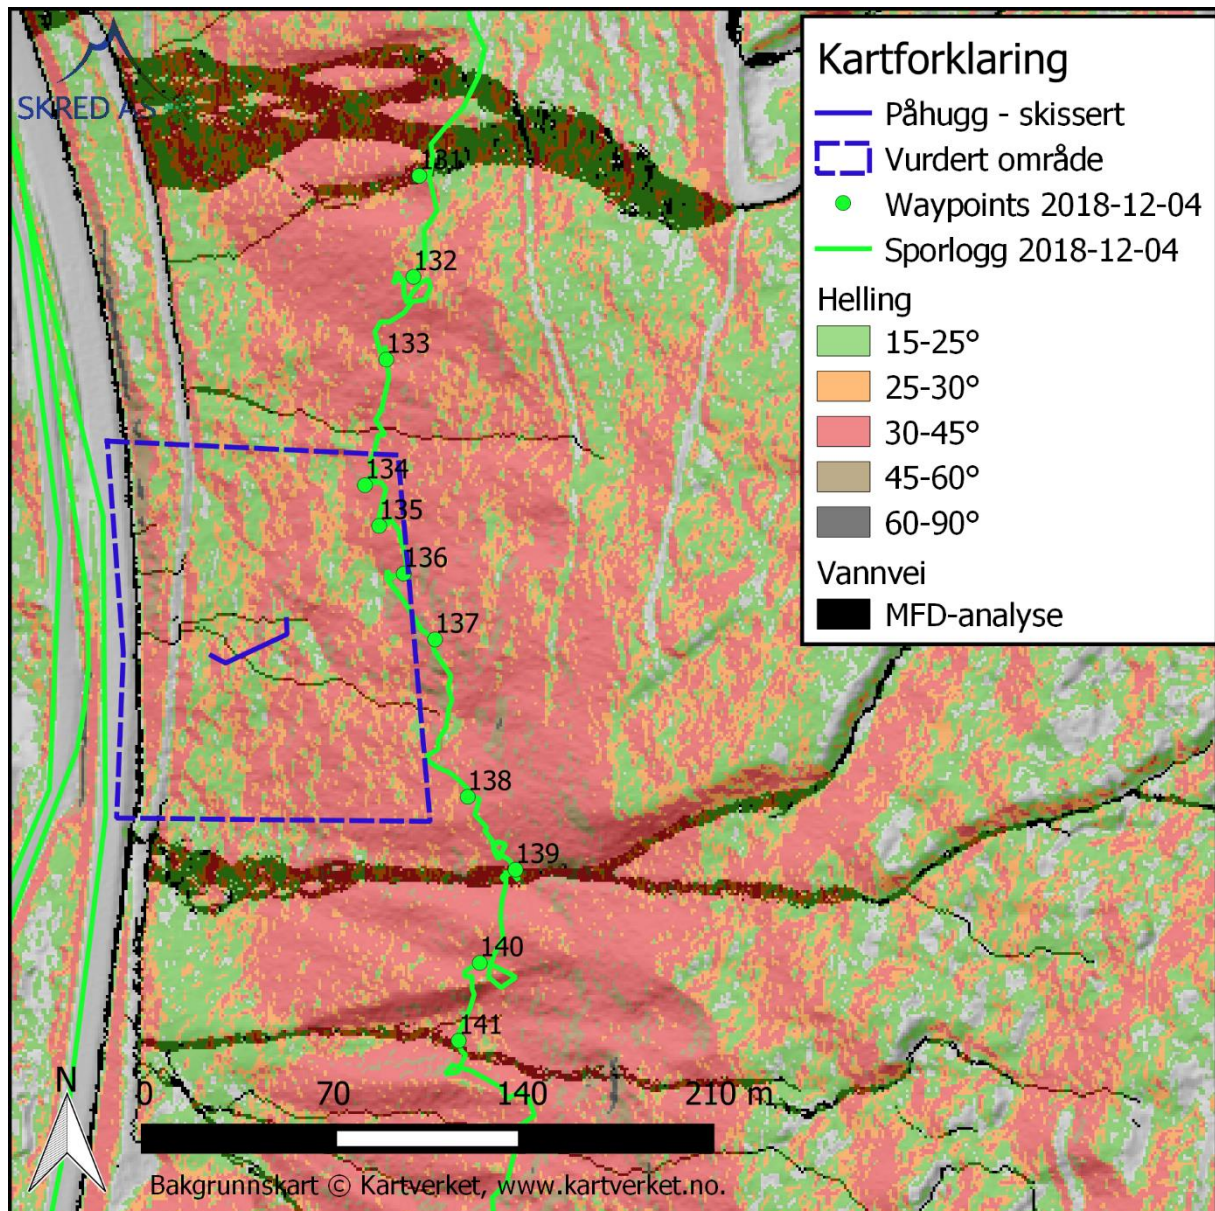 SKRED AS
Kartforklaring
Påhugg - skissert
Vurdert område
Waypoints 2018-12-04
Sporlogg 2018-12-04
Helling
15-25°
25-30°
30-45°
45-60°
60-90°
Vannvei
MFD-analyse
131
132
133
134
135
136
137
138
139
140
141
N
0 70 140 210 m
Bakgrunnskart © Kartverket, www.kartverket.no.